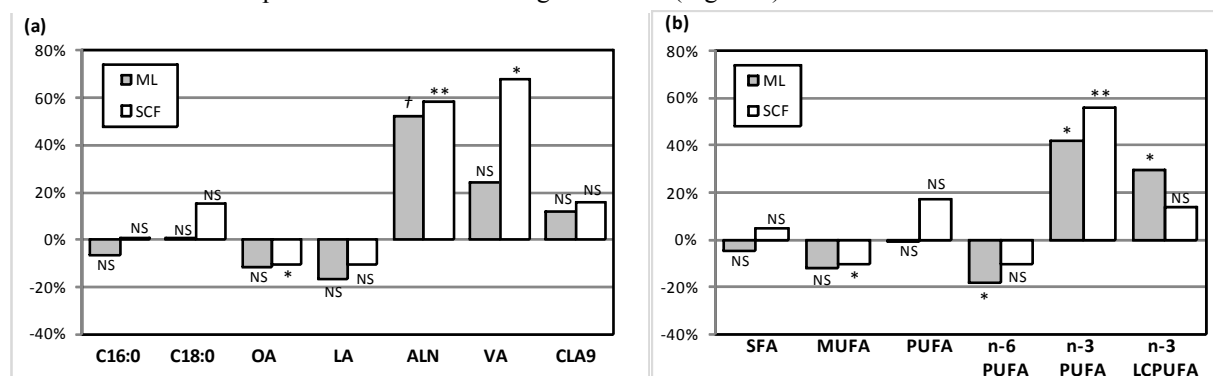 (a)
80%
60%
40%
20%
0%
-20%
-40%
ML
SCF
NS
NS
NS
NS
NS
*
NS
NS
†
**
NS
*
NS
NS
C16:0 C18:0 OA LA ALN VA CLA9
(b)
80%
60%
40%
20%
0%
-20%
-40%
ML
SCF
NS
NS
NS
*
NS
NS
*
NS
*
**
*
NS
SFA MUFA PUFA n-6 PUFA n-3 PUFA n-3 LCPUFA